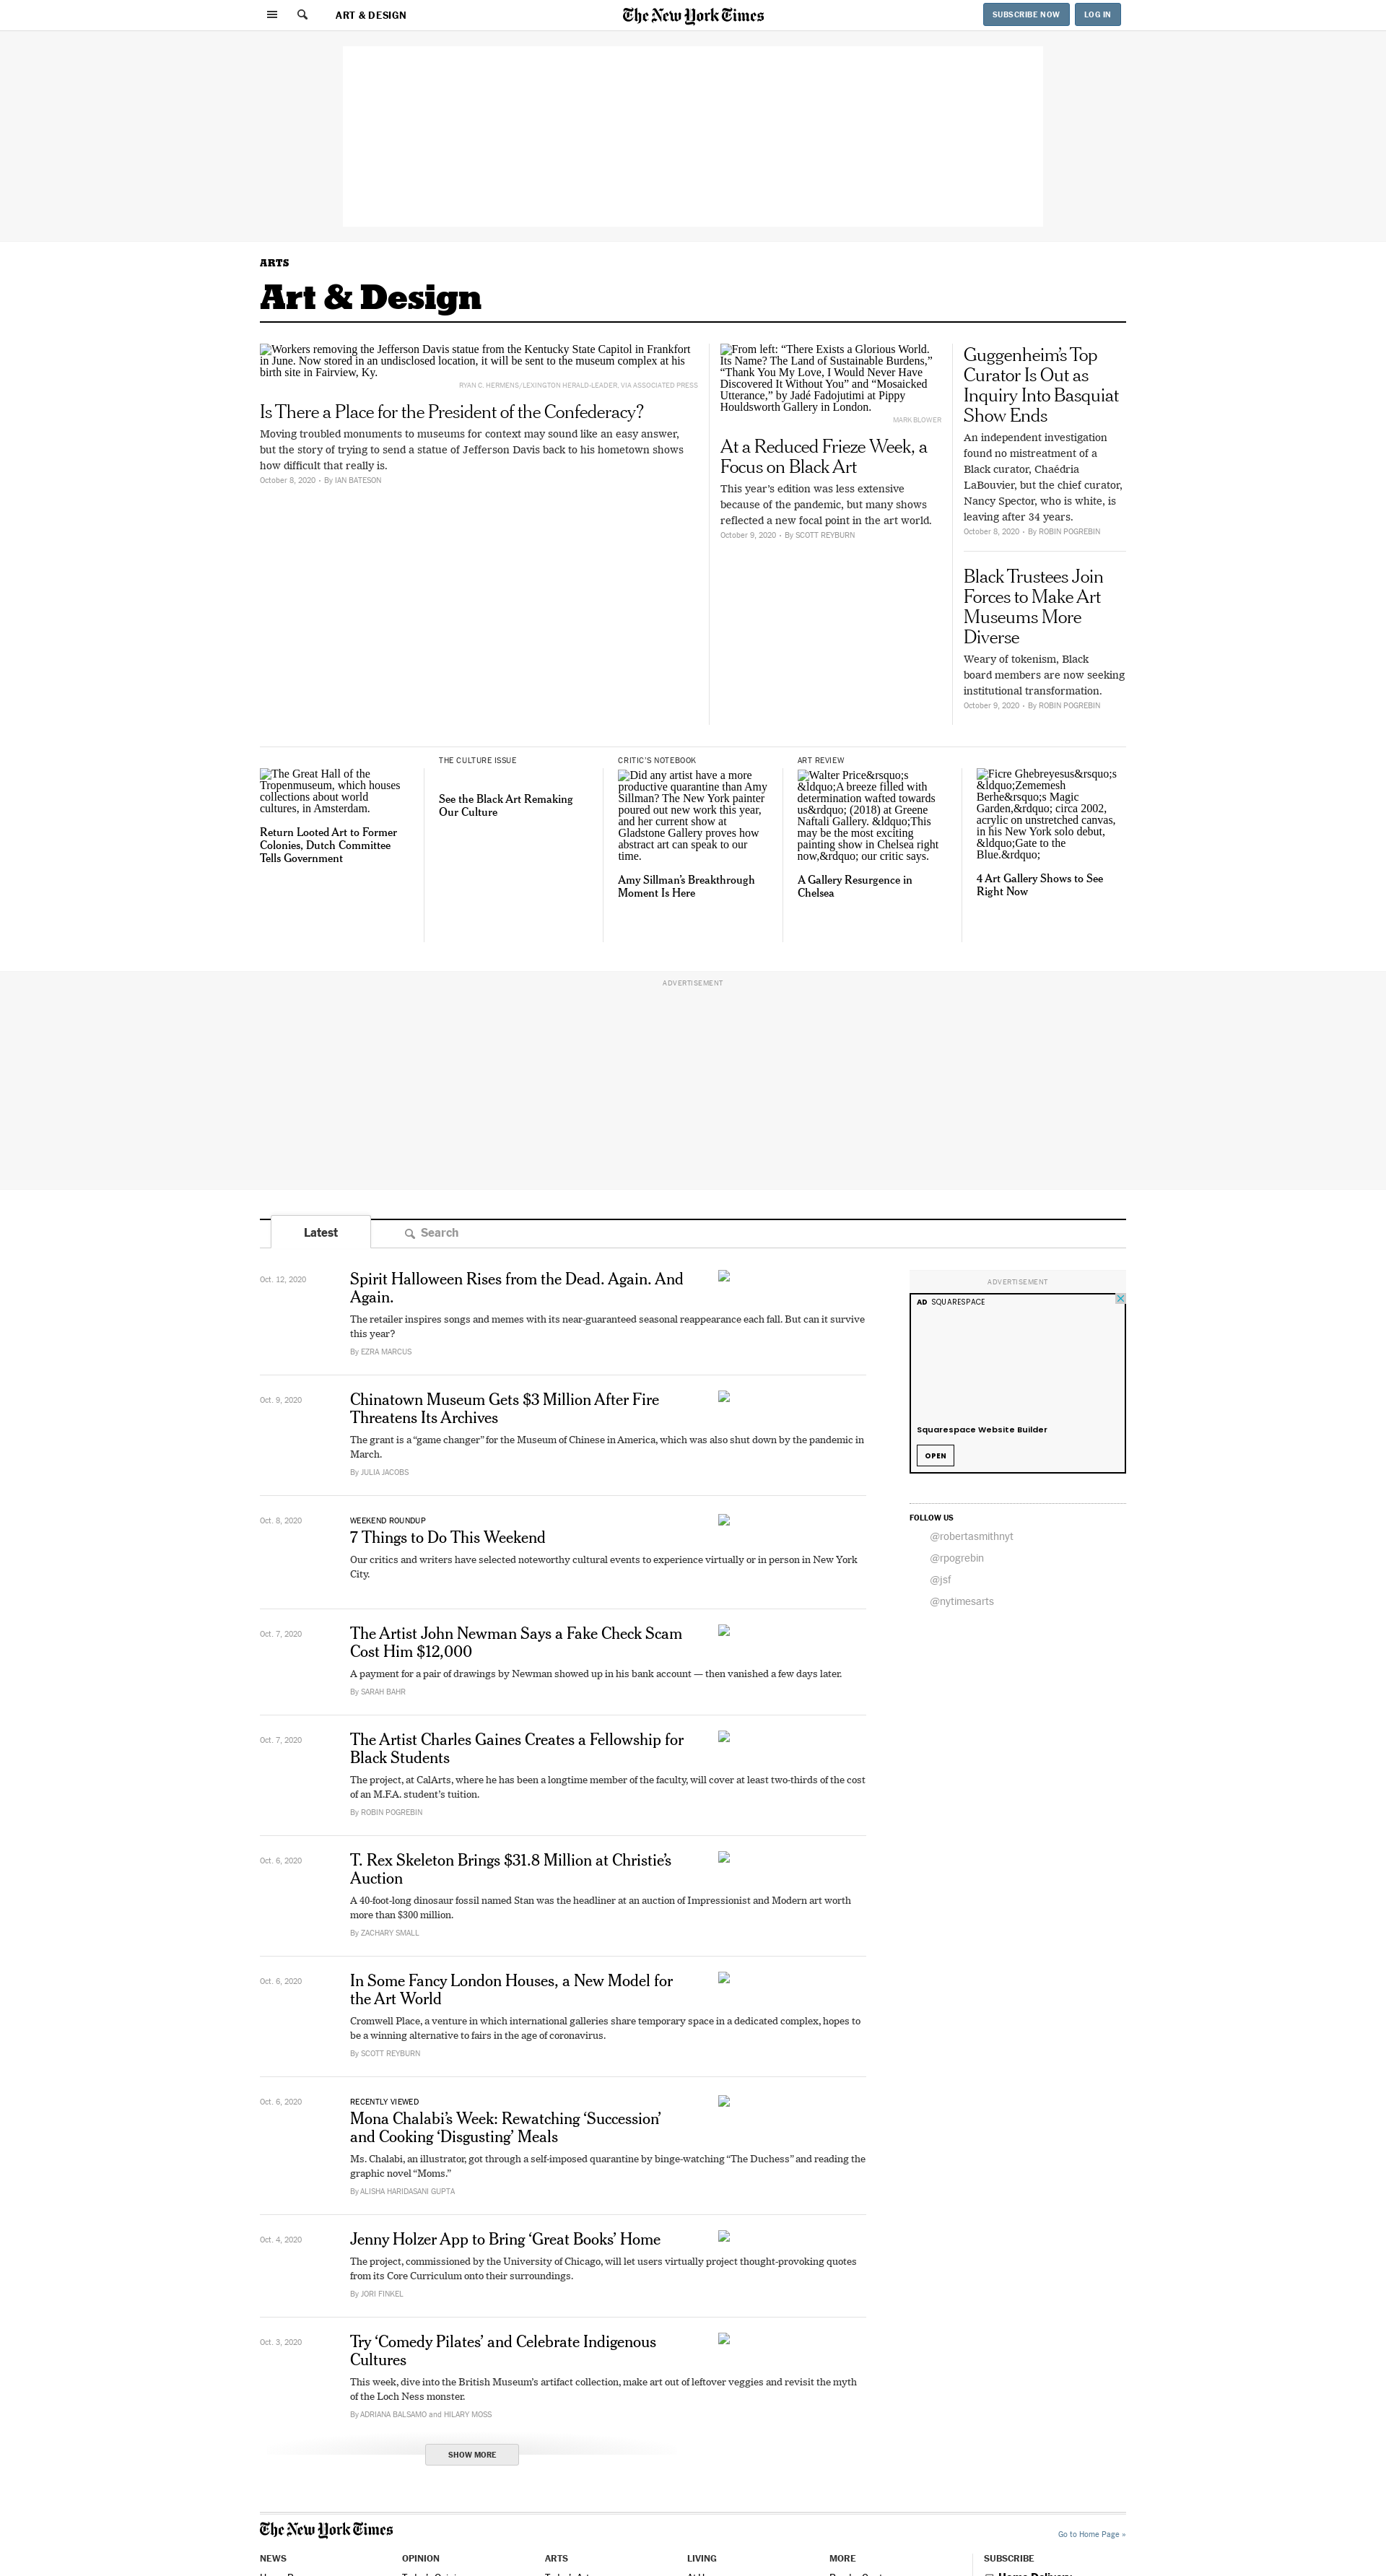 ART & DESIGN
The New York Times
SUBSCRIBE NOW
LOG IN
ARTS
Art & Design
Workers removing the Jefferson Davis statue from the Kentucky State Capitol in Frankfort
in June. Now stored in an undisclosed location, it will be sent to the museum complex at his
birth site in Fairview, Ky.
RYAN C. HERMENS/LEXINGTON HERALD-LEADER, VIA ASSOCIATED PRESS
Is There a Place for the President of the Confederacy?
Moving troubled monuments to museums for context may sound like an easy answer,
but the story of trying to send a statue of Jefferson Davis back to his hometown shows
how difficult that really is.
October 8, 2020 • By IAN BATESON
From left: “There Exists a Glorious World.
Its Name? The Land of Sustainable Burdens,”
“Thank You My Love, I Would Never Have
Discovered It Without You” and “Mosaicked
Utterance,” by Jadé Fadojutimi at Pippy
Houldsworth Gallery in London.
MARK BLOWER
At a Reduced Frieze Week, a
Focus on Black Art
This year’s edition was less extensive
because of the pandemic, but many shows
reflected a new focal point in the art world.
October 9, 2020 • By SCOTT REYBURN
Guggenheim’s Top
Curator Is Out as
Inquiry Into Basquiat
Show Ends
An independent investigation
found no mistreatment of a
Black curator, Chaédria
LaBouvier, but the chief curator,
Nancy Spector, who is white, is
leaving after 34 years.
October 8, 2020 • By ROBIN POGREBIN
Black Trustees Join
Forces to Make Art
Museums More
Diverse
Weary of tokenism, Black
board members are now seeking
institutional transformation.
October 9, 2020 • By ROBIN POGREBIN
The Great Hall of the
Tropenmuseum, which houses
collections about world
cultures, in Amsterdam.
Return Looted Art to Former
Colonies, Dutch Committee
Tells Government
THE CULTURE ISSUE
See the Black Art Remaking
Our Culture
CRITIC’S NOTEBOOK
Did any artist have a more
productive quarantine than Amy
Sillman? The New York painter
poured out new work this year,
and her current show at
Gladstone Gallery proves how
abstract art can speak to our
time.
Amy Sillman’s Breakthrough
Moment Is Here
ART REVIEW
Walter Price&rsquo;s
&ldquo;A breeze filled with
determination wafted towards
us&rdquo; (2018) at Greene
Naftali Gallery. &ldquo;This
may be the most exciting
painting show in Chelsea right
now,&rdquo; our critic says.
A Gallery Resurgence in
Chelsea
Ficre Ghebreyesus&rsquo;s
&ldquo;Zememesh
Berhe&rsquo;s Magic
Garden,&rdquo; circa 2002,
acrylic on unstretched canvas,
in his New York solo debut,
&ldquo;Gate to the
Blue.&rdquo;
4 Art Gallery Shows to See
Right Now
ADVERTISEMENT
Latest
Search
Oct. 12, 2020
Spirit Halloween Rises from the Dead. Again. And
Again.
The retailer inspires songs and memes with its near-guaranteed seasonal reappearance each fall. But can it survive
this year?
By EZRA MARCUS
Oct. 9, 2020
Chinatown Museum Gets $3 Million After Fire
Threatens Its Archives
The grant is a “game changer” for the Museum of Chinese in America, which was also shut down by the pandemic in
March.
By JULIA JACOBS
Oct. 8, 2020
WEEKEND ROUNDUP
7 Things to Do This Weekend
Our critics and writers have selected noteworthy cultural events to experience virtually or in person in New York
City.
Oct. 7, 2020
The Artist John Newman Says a Fake Check Scam
Cost Him $12,000
A payment for a pair of drawings by Newman showed up in his bank account — then vanished a few days later.
By SARAH BAHR
Oct. 7, 2020
The Artist Charles Gaines Creates a Fellowship for
Black Students
The project, at CalArts, where he has been a longtime member of the faculty, will cover at least two-thirds of the cost
of an M.F.A. student’s tuition.
By ROBIN POGREBIN
Oct. 6, 2020
T. Rex Skeleton Brings $31.8 Million at Christie’s
Auction
A 40-foot-long dinosaur fossil named Stan was the headliner at an auction of Impressionist and Modern art worth
more than $300 million.
By ZACHARY SMALL
Oct. 6, 2020
In Some Fancy London Houses, a New Model for
the Art World
Cromwell Place, a venture in which international galleries share temporary space in a dedicated complex, hopes to
be a winning alternative to fairs in the age of coronavirus.
By SCOTT REYBURN
Oct. 6, 2020
RECENTLY VIEWED
Mona Chalabi’s Week: Rewatching ‘Succession’
and Cooking ‘Disgusting’ Meals
Ms. Chalabi, an illustrator, got through a self-imposed quarantine by binge-watching “The Duchess” and reading the
graphic novel “Moms.”
By ALISHA HARIDASANI GUPTA
Oct. 4, 2020
Jenny Holzer App to Bring ‘Great Books’ Home
The project, commissioned by the University of Chicago, will let users virtually project thought-provoking quotes
from its Core Curriculum onto their surroundings.
By JORI FINKEL
Oct. 3, 2020
Try ‘Comedy Pilates’ and Celebrate Indigenous
Cultures
This week, dive into the British Museum’s artifact collection, make art out of leftover veggies and revisit the myth
of the Loch Ness monster.
By ADRIANA BALSAMO and HILARY MOSS
SHOW MORE
ADVERTISEMENT
AD SQUARESPACE
Squarespace Website Builder
OPEN
FOLLOW US
@robertasmithnyt
@rpogrebin
@jsf
@nytimesarts
The New York Times
Go to Home Page »
NEWS
OPINION
ARTS
LIVING
MORE
SUBSCRIBE